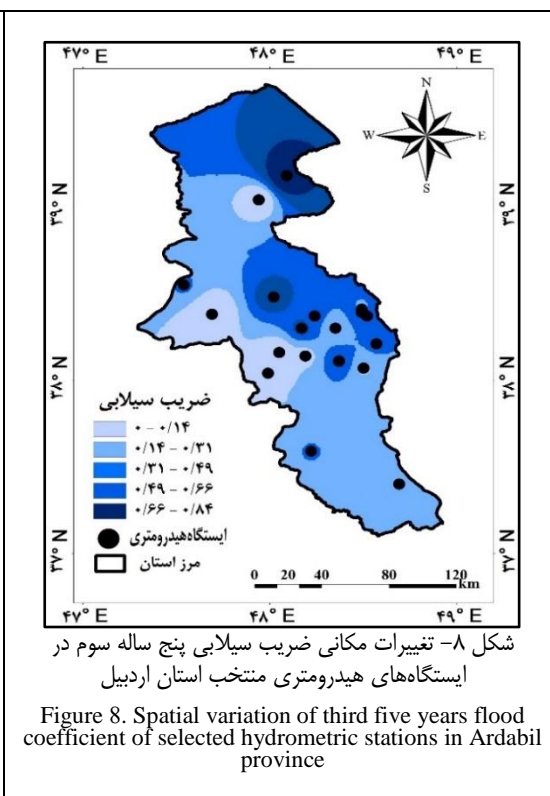 ۴۷° E ۴۸° E ۴۹° E
N
W E
S
۳۹° N ۳۹° N
۳۸° N ۳۸° N
ضریب سیلابی
۰ - ۰/۱۴
۰/۱۴ - ۰/۳۱
۰/۳۱ - ۰/۴۹
۰/۴۹ - ۰/۶۶
۰/۶۶ - ۰/۸۴
ایستگاه‌هیدرومتری
مرز استان
۳۷° N ۳۷° N
0 20 40 80 120
km
۴۷° E ۴۸° E ۴۹° E
شکل ۸- تغییرات مکانی ضریب سیلابی پنج ساله سوم در
ایستگاه‌های هیدرومتری منتخب استان اردبیل
Figure 8. Spatial variation of third five years flood
coefficient of selected hydrometric stations in Ardabil
province